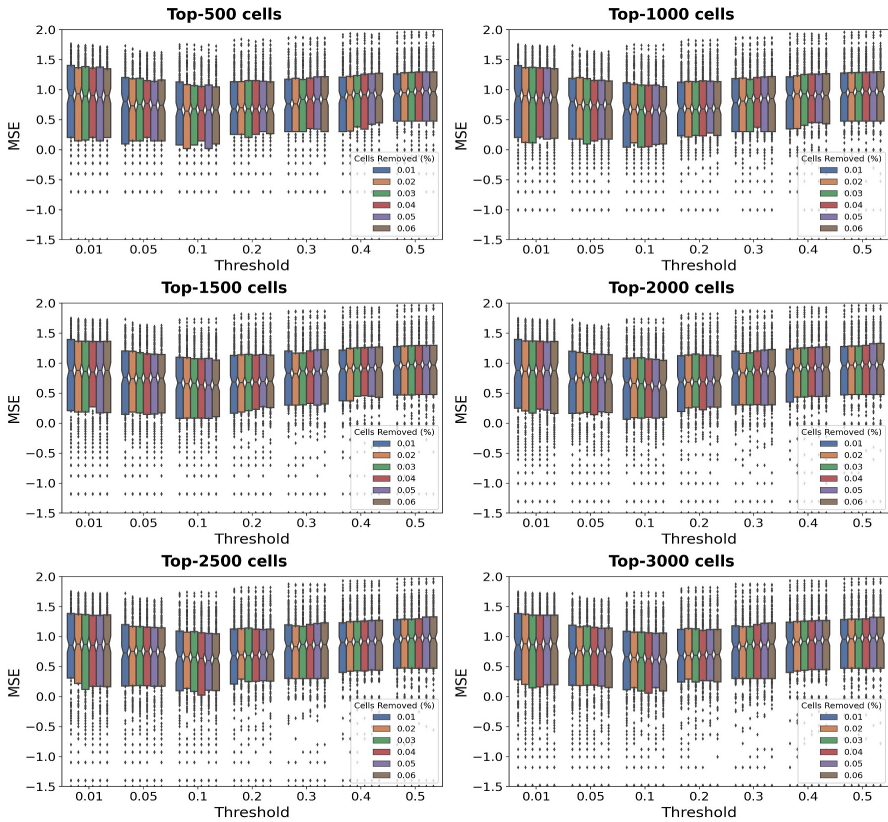 Top-500 cells
MSE
2.0
1.5
1.0
0.5
0.0
−0.5
−1.0
−1.5
Cells Removed (%)
0.01
0.02
0.03
0.04
0.05
0.06
0.01 0.05 0.1 0.2 0.3 0.4 0.5
Threshold
Top-1000 cells
MSE
2.0
1.5
1.0
0.5
0.0
−0.5
−1.0
−1.5
Cells Removed (%)
0.01
0.02
0.03
0.04
0.05
0.06
0.01 0.05 0.1 0.2 0.3 0.4 0.5
Threshold
Top-1500 cells
MSE
2.0
1.5
1.0
0.5
0.0
−0.5
−1.0
−1.5
Cells Removed (%)
0.01
0.02
0.03
0.04
0.05
0.06
0.01 0.05 0.1 0.2 0.3 0.4 0.5
Threshold
Top-2000 cells
MSE
2.0
1.5
1.0
0.5
0.0
−0.5
−1.0
−1.5
Cells Removed (%)
0.01
0.02
0.03
0.04
0.05
0.06
0.01 0.05 0.1 0.2 0.3 0.4 0.5
Threshold
Top-2500 cells
MSE
2.0
1.5
1.0
0.5
0.0
−0.5
−1.0
−1.5
Cells Removed (%)
0.01
0.02
0.03
0.04
0.05
0.06
0.01 0.05 0.1 0.2 0.3 0.4 0.5
Threshold
Top-3000 cells
MSE
2.0
1.5
1.0
0.5
0.0
−0.5
−1.0
−1.5
Cells Removed (%)
0.01
0.02
0.03
0.04
0.05
0.06
0.01 0.05 0.1 0.2 0.3 0.4 0.5
Threshold